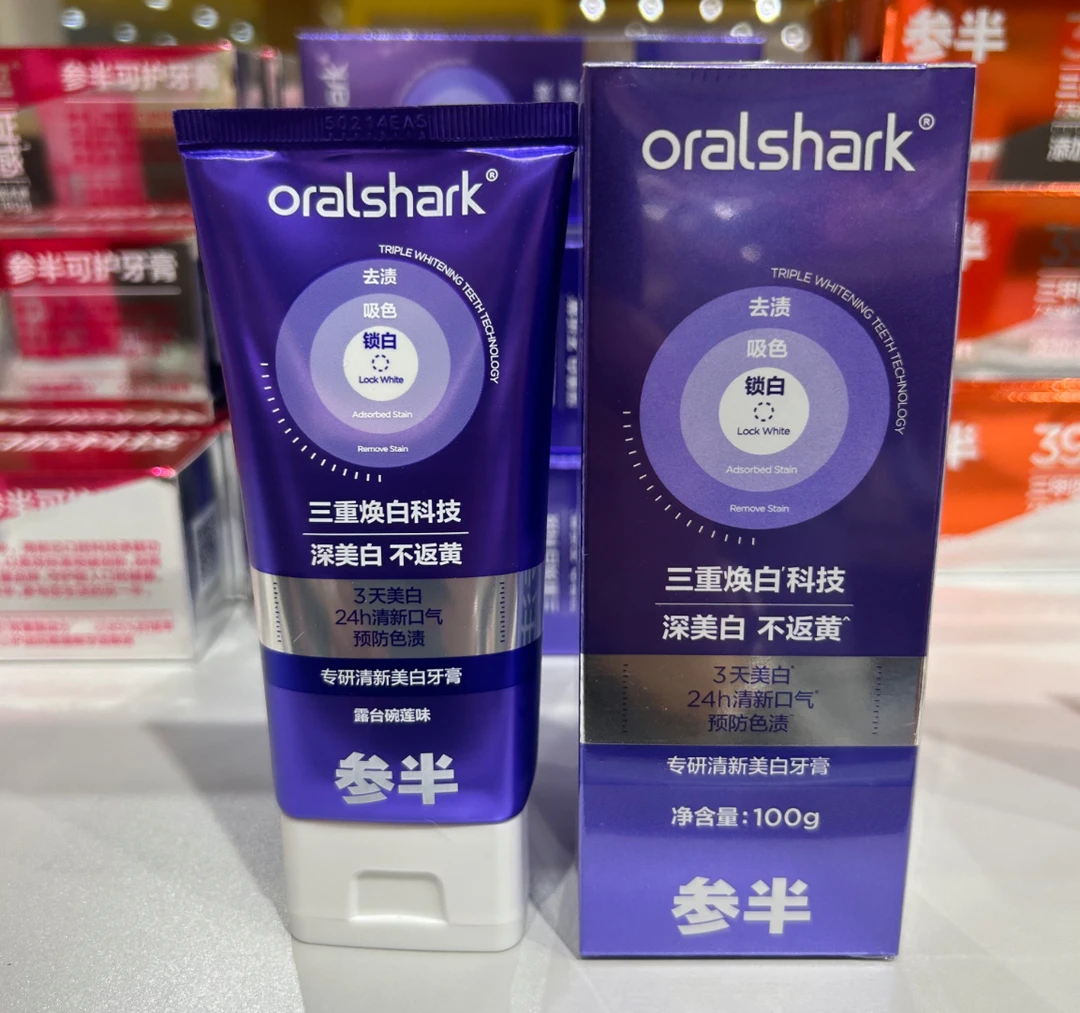 50214EA5
oralshark®
TRIPLE WHITENING TEETH TECHNOLOGY
去渍
吸色
锁白
Lock White
Adsorbed Stain
Remove Stain
三重焕白科技
深美白 不返黄
3天美白
24h清新口气
预防色渍
专研清新美白牙膏
露台碗莲味
参半
oralshark®
TRIPLE WHITENING TEETH TECHNOLOGY
去渍
吸色
锁白
Lock White
Adsorbed Stain
Remove Stain
三重焕白'科技
深美白 不返黄^
3天美白*
24h清新口气*
预防色渍
专研清新美白牙膏
净含量:100g
参半
参半可护牙膏
参半可护牙膏
参半
39